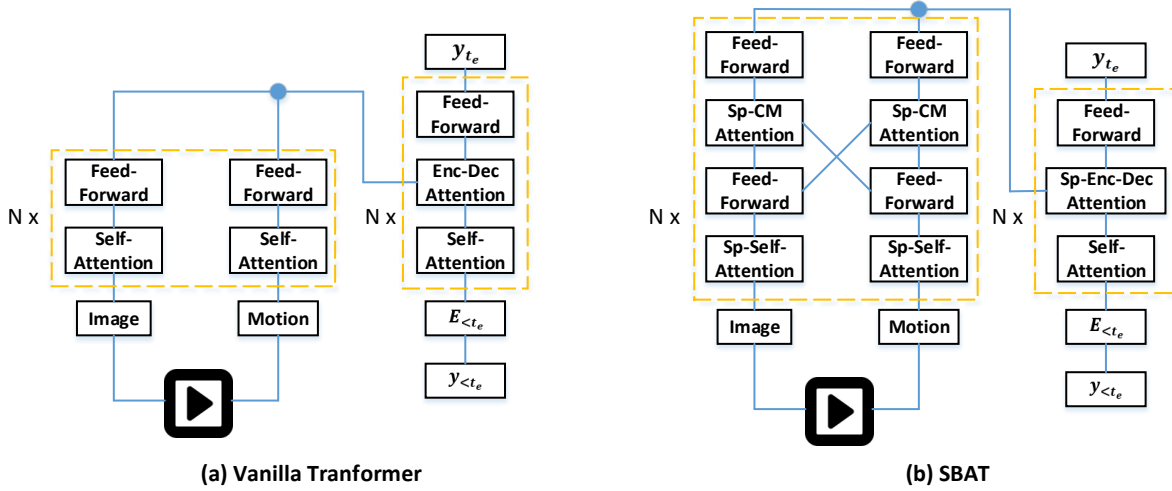 y_{t_e}
Feed-
Forward
Enc-Dec
Attention
Self-
Attention
E_{<t_e}
y_{<t_e}
N x
Feed-
Forward
Self-
Attention
Image
Feed-
Forward
Self-
Attention
Motion
N x
(a) Vanilla Tranformer
Feed-
Forward
Sp-CM
Attention
Feed-
Forward
Sp-Self-
Attention
Image
Feed-
Forward
Sp-CM
Attention
Feed-
Forward
Sp-Self-
Attention
Motion
N x
y_{t_e}
Feed-
Forward
Sp-Enc-Dec
Attention
Self-
Attention
E_{<t_e}
y_{<t_e}
N x
(b) SBAT